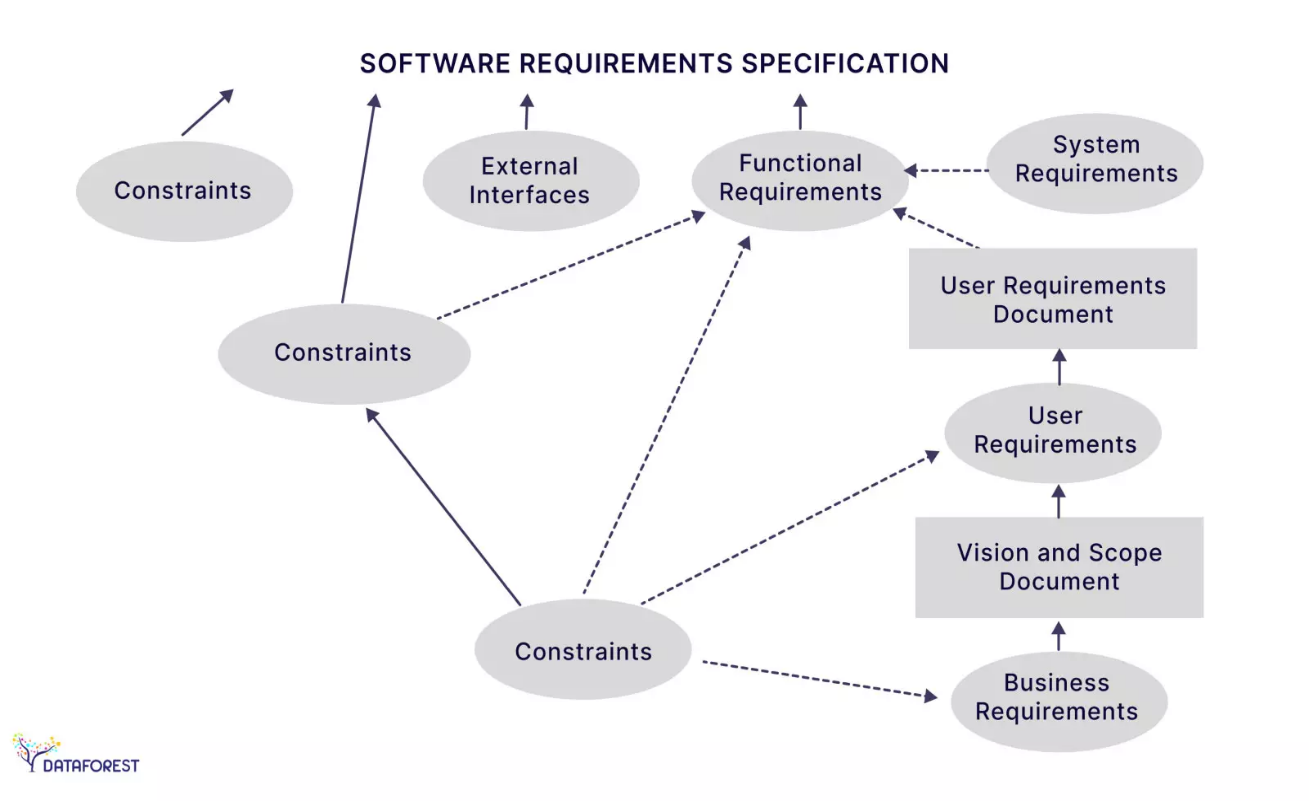 SOFTWARE REQUIREMENTS SPECIFICATION
Constraints
External
Interfaces
Functional
Requirements
System
Requirements
User Requirements
Document
Constraints
User
Requirements
Vision and Scope
Document
Constraints
Business
Requirements
DATAFOREST